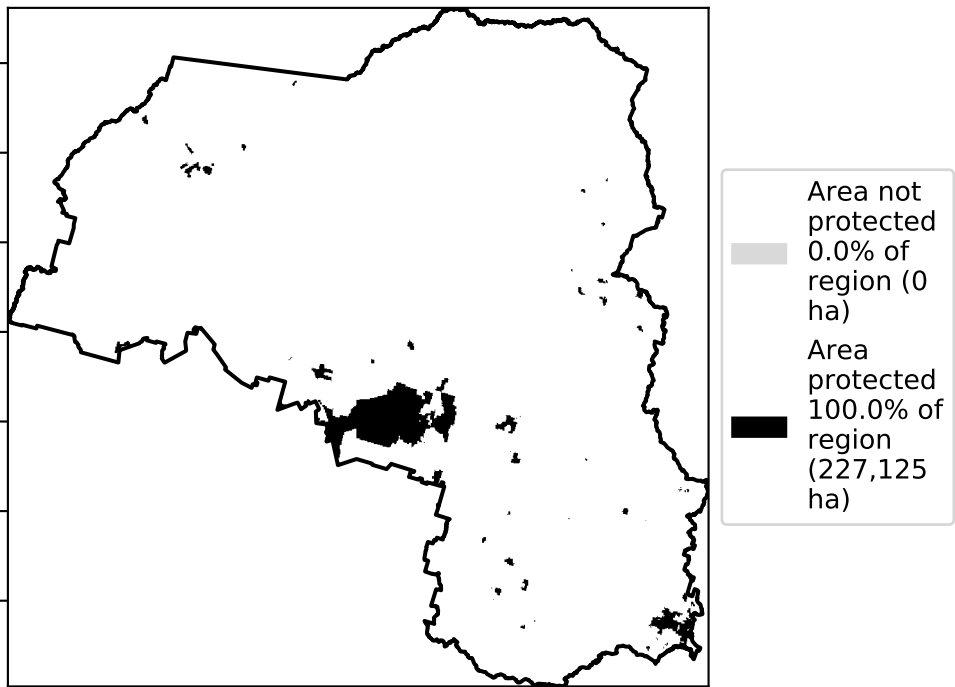 Area not
protected
0.0% of
region (0
ha)
Area
protected
100.0% of
region
(227,125
ha)